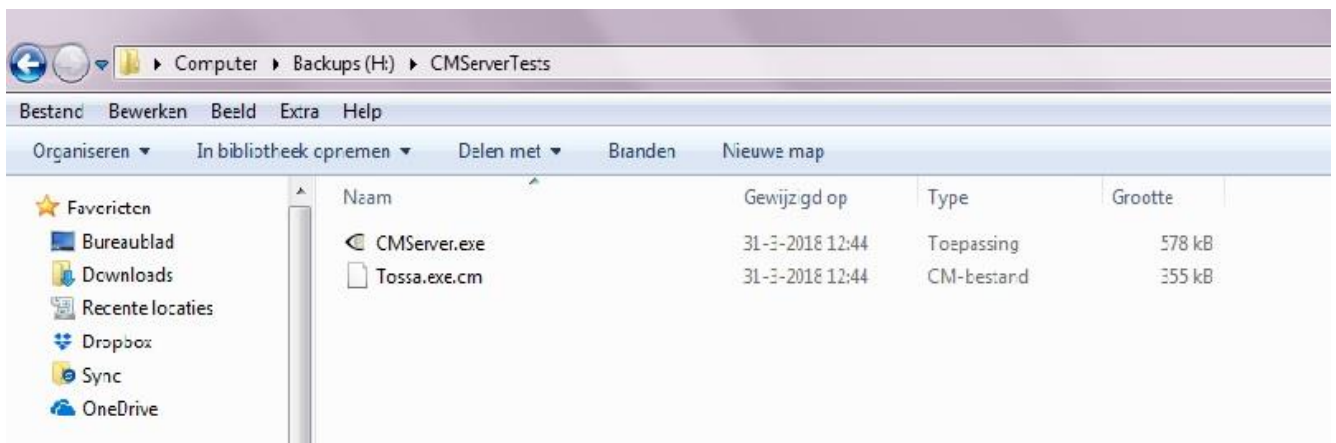 Computer Backups (H:) CMServerTests
Bestand Bewerken Beeld Extra Help
Organiseren In bibliotheek opnemen Delen met Branden Nieuwe map
Naam Gewijzigd op Type Grootte
Favorieten
Bureaublad
Downloads
Recente locaties
Dropbox
Sync
OneDrive
CMServer.exe 31-3-2018 12:44 Toepassing 578 kB
Tossa.exe.cm 31-3-2018 12:44 CM-bestand 355 kB